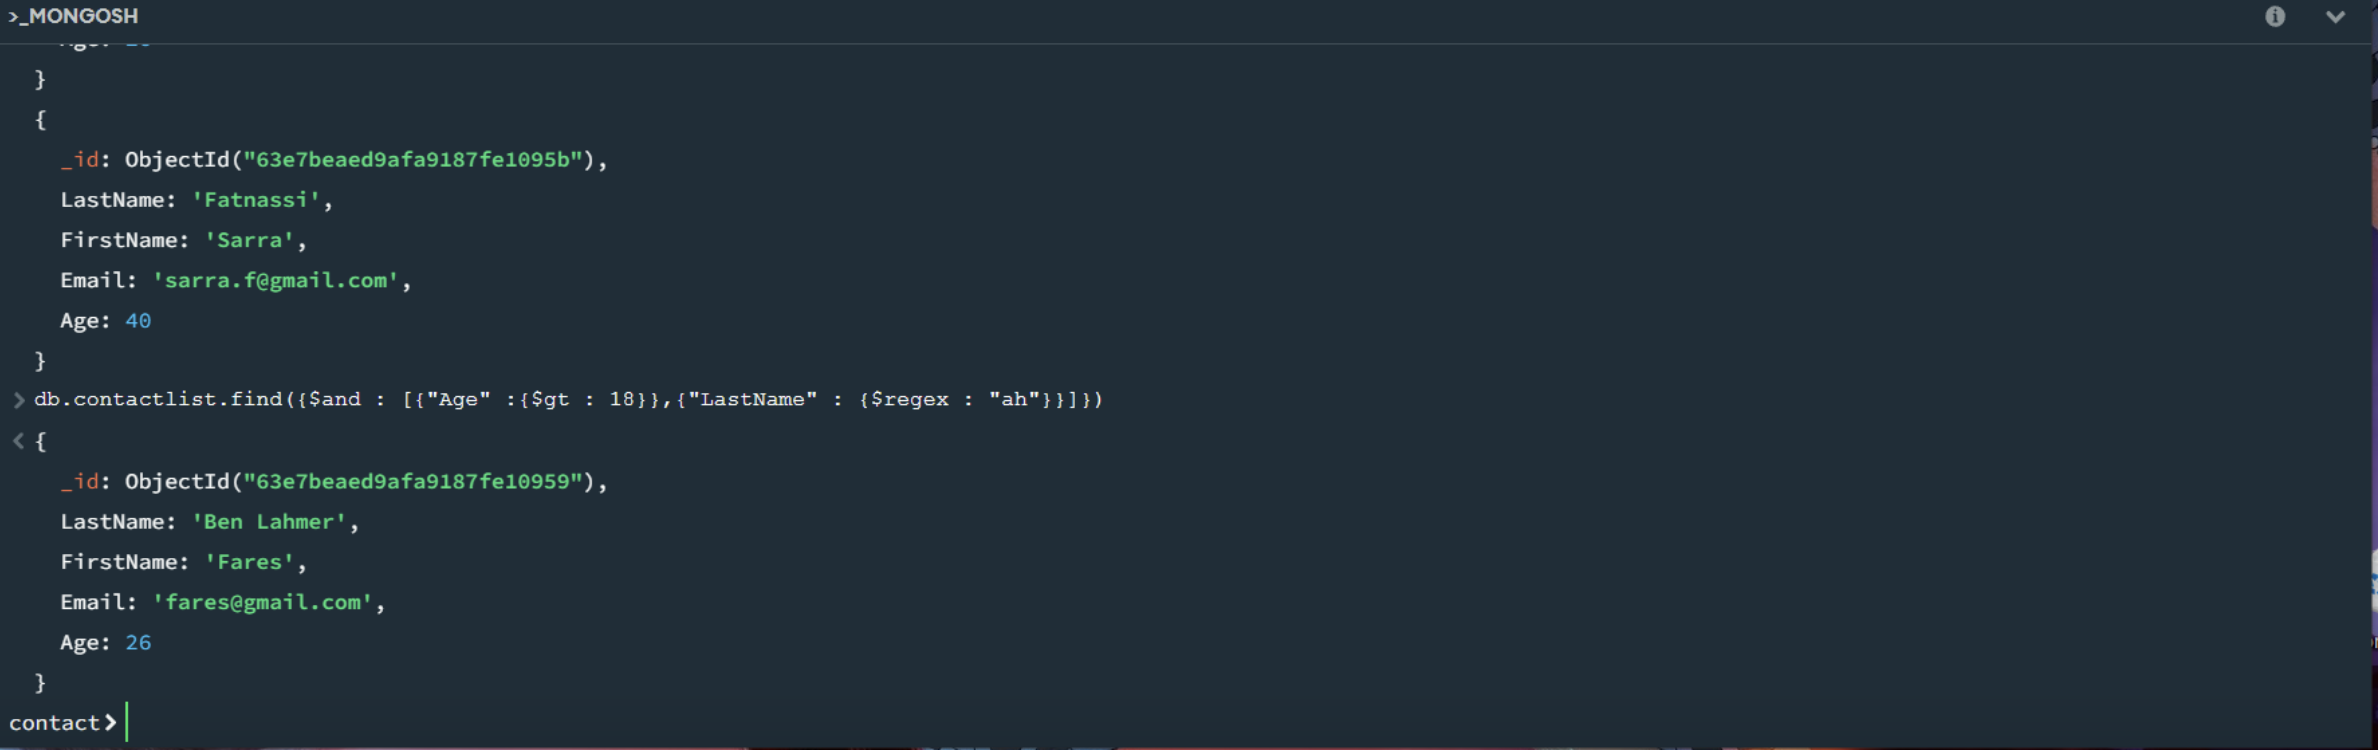 >_MONGOSH
}
{
_id: ObjectId("63e7beaed9afa9187fe1095b"),
LastName: 'Fatnassi',
FirstName: 'Sarra',
Email: 'sarra.f@gmail.com',
Age: 40
}
> db.contactlist.find({$and : [{"Age" :{$gt : 18}},{"LastName" : {$regex : "ah"}}]})
< {
_id: ObjectId("63e7beaed9afa9187fe10959"),
LastName: 'Ben Lahmer',
FirstName: 'Fares',
Email: 'fares@gmail.com',
Age: 26
}
contact>